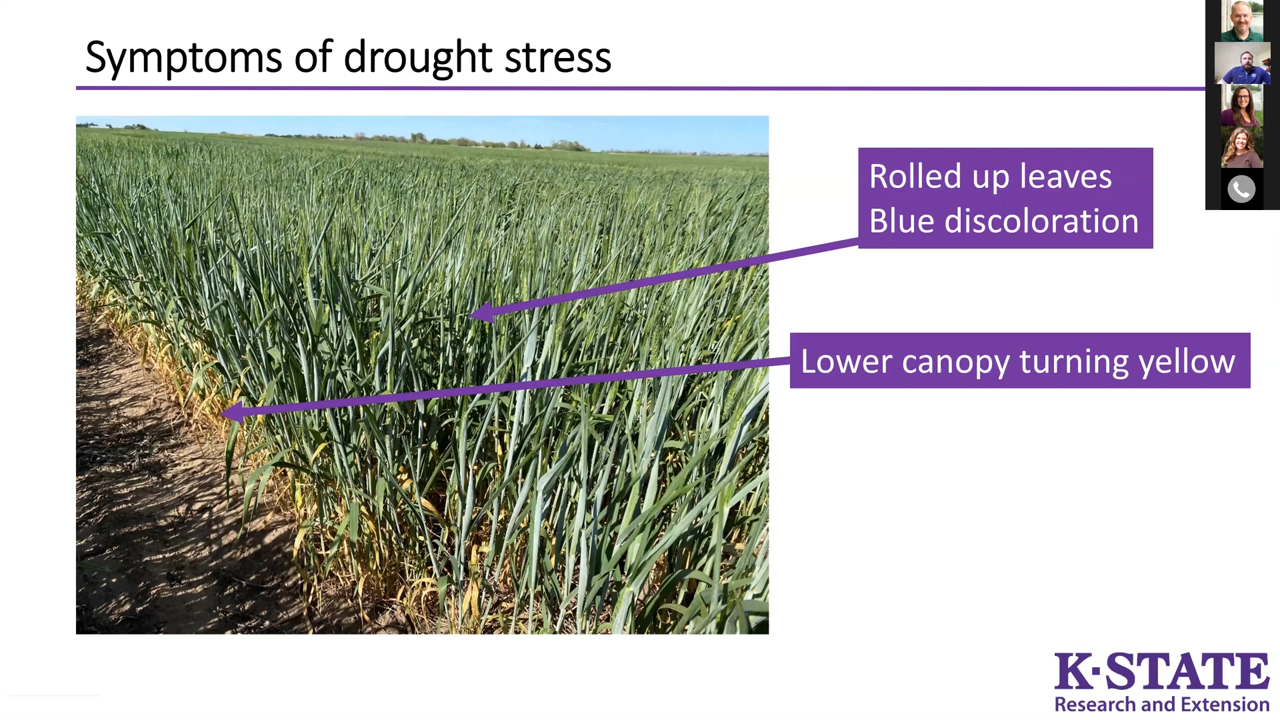 Symptoms of drought stress
Rolled up leaves
Blue discoloration
Lower canopy turning yellow
K·STATE
Research and Extension